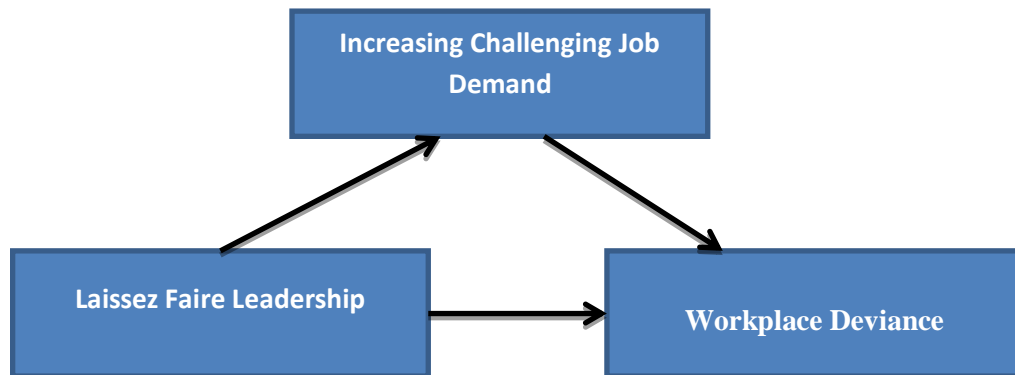 Increasing Challenging Job
Demand
Laissez Faire Leadership
Workplace Deviance